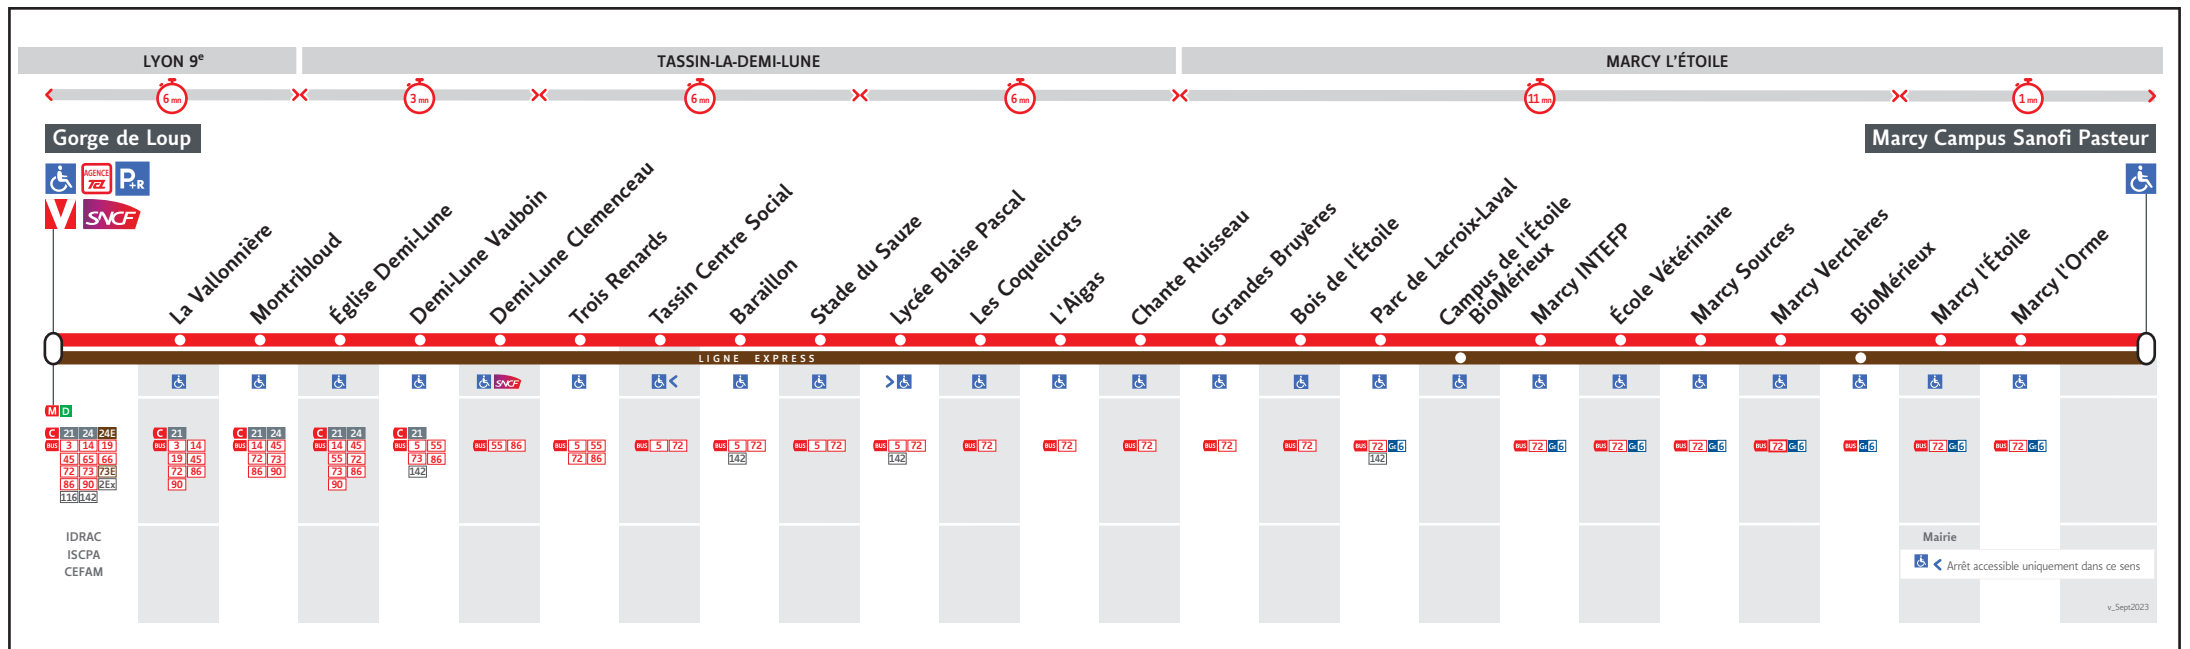 LYON 9e
TASSIN-LA-DEMI-LUNE
MARCY L'ÉTOILE
6 mn
3 mn
6 mn
6 mn
11 mn
1 mn
Gorge de Loup
Marcy Campus Sanofi Pasteur
AGENCE
TCL
P+R
SNCF
La Vallonnière
Montribloud
Église Demi-Lune
Demi-Lune Vauboin
Demi-Lune Clemenceau
Trois Renards
Tassin Centre Social
Baraillon
Stade du Sauze
Lycée Blaise Pascal
Les Coquelicots
L'Aigas
Chante Ruisseau
Grandes Bruyères
Bois de l'Étoile
Parc de Lacroix-Laval
Campus de l'Étoile
BioMérieux
Marcy INTEFP
École Vétérinaire
Marcy Sources
Marcy Verchères
BioMérieux
Marcy l'Étoile
Marcy l'Orme
LIGNE EXPRESS
SNCF
M D
C 21 24 24E
BUS 3 14 19
45 65 66
72 73 73E
86 90 2Ex
116 142
C 21
BUS 3 14
19 45
72 86
90
C 21 24
BUS 14 45
72 73
86 90
C 21 24
BUS 14 45
55 72
73 86
90
C 21
BUS 5 55
73 86
142
BUS 55 86
BUS 5 55
72 86
BUS 5 72
BUS 5 72
142
BUS 5 72
BUS 5 72
142
BUS 72
BUS 72
BUS 72
BUS 72
BUS 72
BUS 72 GE6
142
BUS 72 GE6
BUS 72 GE6
BUS 72 GE6
BUS 72 GE6
BUS GE6
BUS 72 GE6
BUS 72 GE6
IDRAC
ISCPA
CEFAM
Mairie
Arrêt accessible uniquement dans ce sens
v_Sept2023